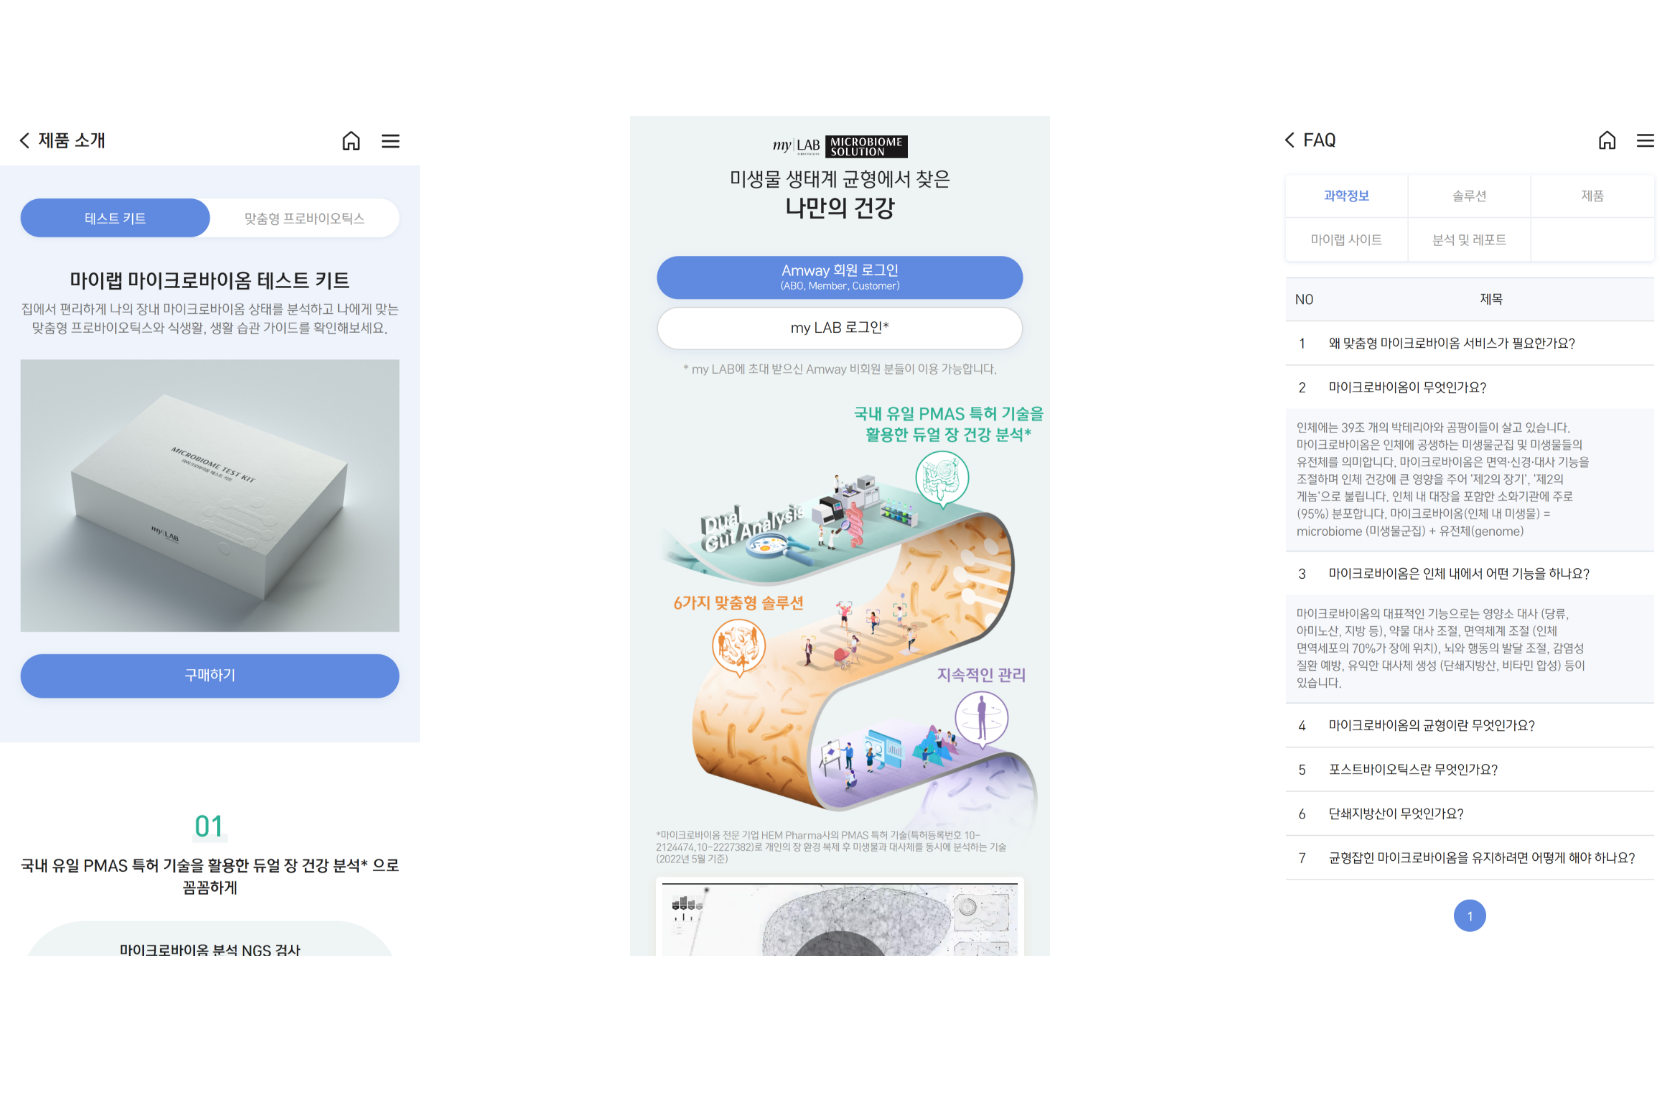 제품 소개
테스트 키트
맞춤형 프로바이오틱스
마이랩 마이크로바이옴 테스트 키트
집에서 편리하게 나의 장내 마이크로바이옴 상태를 분석하고 나에게 맞는
맞춤형 프로바이오틱스와 식생활, 생활 습관 가이드를 확인해보세요.
MICROBIOME TEST KIT
마이크로바이옴 테스트 키트
my LAB
구매하기
01
국내 유일 PMAS 특허 기술을 활용한 듀얼 장 건강 분석* 으로
꼼꼼하게
마이크로바이옴 분석 NGS 검사
my LAB
MICROBIOME
SOLUTION
미생물 생태계 균형에서 찾은
나만의 건강
Amway 회원 로그인
(ABO, Member, Customer)
my LAB 로그인*
* my LAB에 초대 받으신 Amway 비회원 분들이 이용 가능합니다.
국내 유일 PMAS 특허 기술을
활용한 듀얼 장 건강 분석*
Dual
Gut Analysis
6가지 맞춤형 솔루션
지속적인 관리
*마이크로바이옴 전문 기업 HEM Pharma사의 PMAS 특허 기술(특허등록번호 10-
2124474,10-2227382)로 개인의 장 환경 복제 후 미생물과 대사체를 동시에 분석하는 기술
(2022년 5월 기준)
FAQ
과학정보
솔루션
제품
마이랩 사이트
분석 및 레포트
NO
제목
1 왜 맞춤형 마이크로바이옴 서비스가 필요한가요?
2 마이크로바이옴이 무엇인가요?
인체에는 39조 개의 박테리아와 곰팡이들이 살고 있습니다.
마이크로바이옴은 인체에 공생하는 미생물군집 및 미생물들의
유전체를 의미합니다. 마이크로바이옴은 면역·신경·대사 기능을
조절하며 인체 건강에 큰 영향을 주어 '제2의 장기', '제2의
게놈'으로 불립니다. 인체 내 대장을 포함한 소화기관에 주로
(95%) 분포합니다. 마이크로바이옴(인체 내 미생물) =
microbiome (미생물군집) + 유전체(genome)
3 마이크로바이옴은 인체 내에서 어떤 기능을 하나요?
마이크로바이옴의 대표적인 기능으로는 영양소 대사 (당류,
아미노산, 지방 등), 약물 대사 조절, 면역체계 조절 (인체
면역세포의 70%가 장에 위치), 뇌와 행동의 발달 조절, 감염성
질환 예방, 유익한 대사체 생성 (단쇄지방산, 비타민 합성) 등이
있습니다.
4 마이크로바이옴의 균형이란 무엇인가요?
5 포스트바이오틱스란 무엇인가요?
6 단쇄지방산이 무엇인가요?
7 균형잡힌 마이크로바이옴을 유지하려면 어떻게 해야 하나요?
1